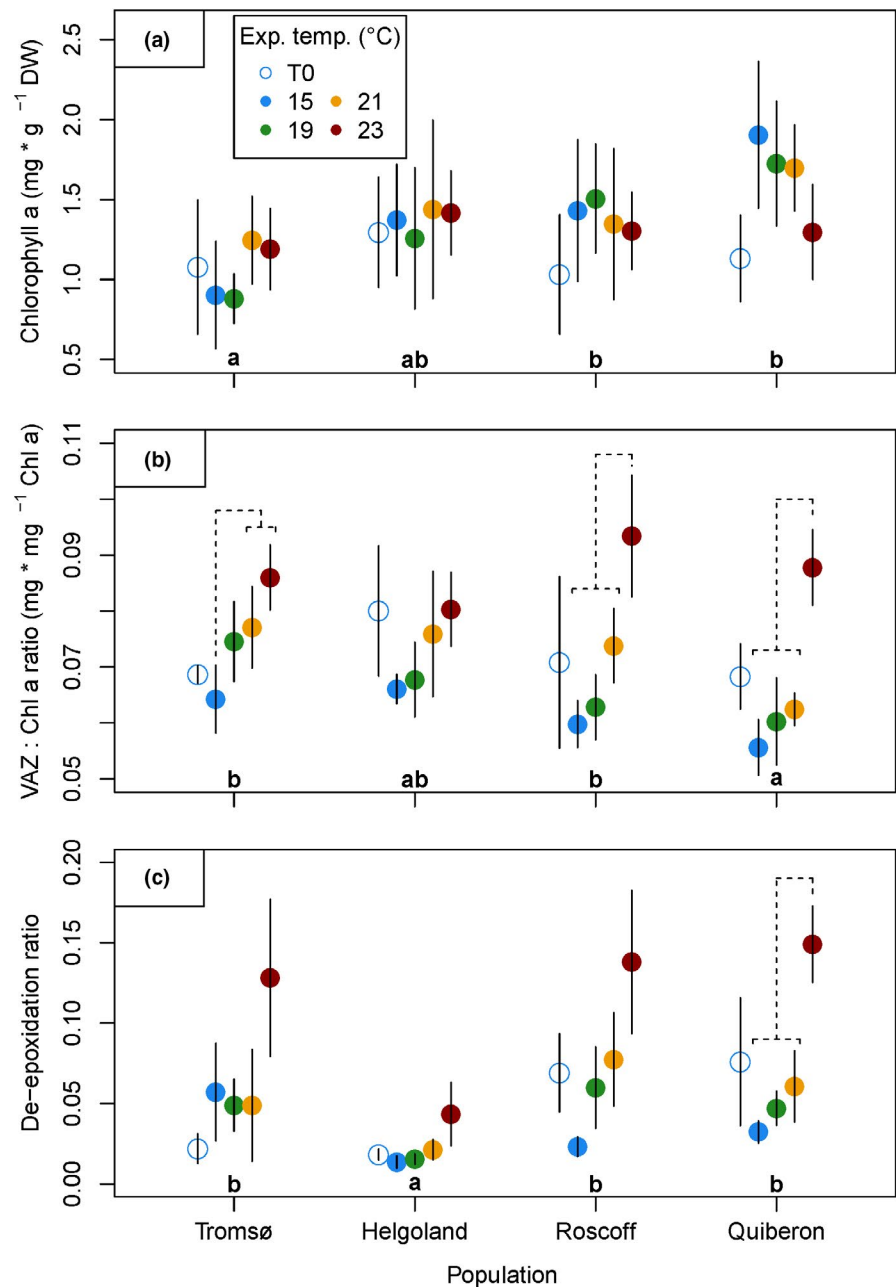 (a)
Exp. temp. (°C)
T0
15 21
19 23
Chlorophyll a (mg * g ⁻¹ DW)
2.5
2.0
1.5
1.0
0.5
a ab b b
(b)
VAZ : Chl a ratio (mg * mg ⁻¹ Chl a)
0.11
0.09
0.07
0.05
b ab b a
(c)
De−epoxidation ratio
0.20
0.15
0.10
0.05
0.00
b a b b
Tromsø Helgoland Roscoff Quiberon
Population